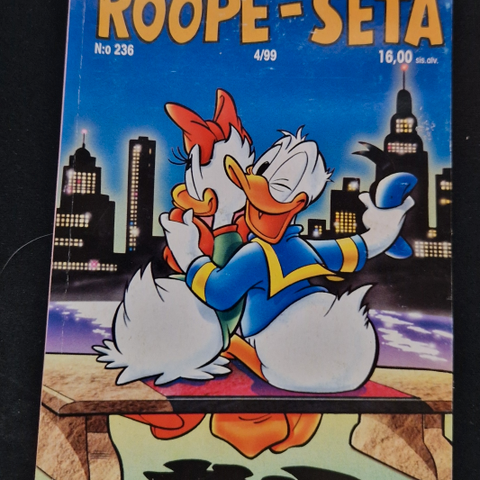 ROOPE-SETÄ
N:o 236 4/99 16,00 sis.alv.